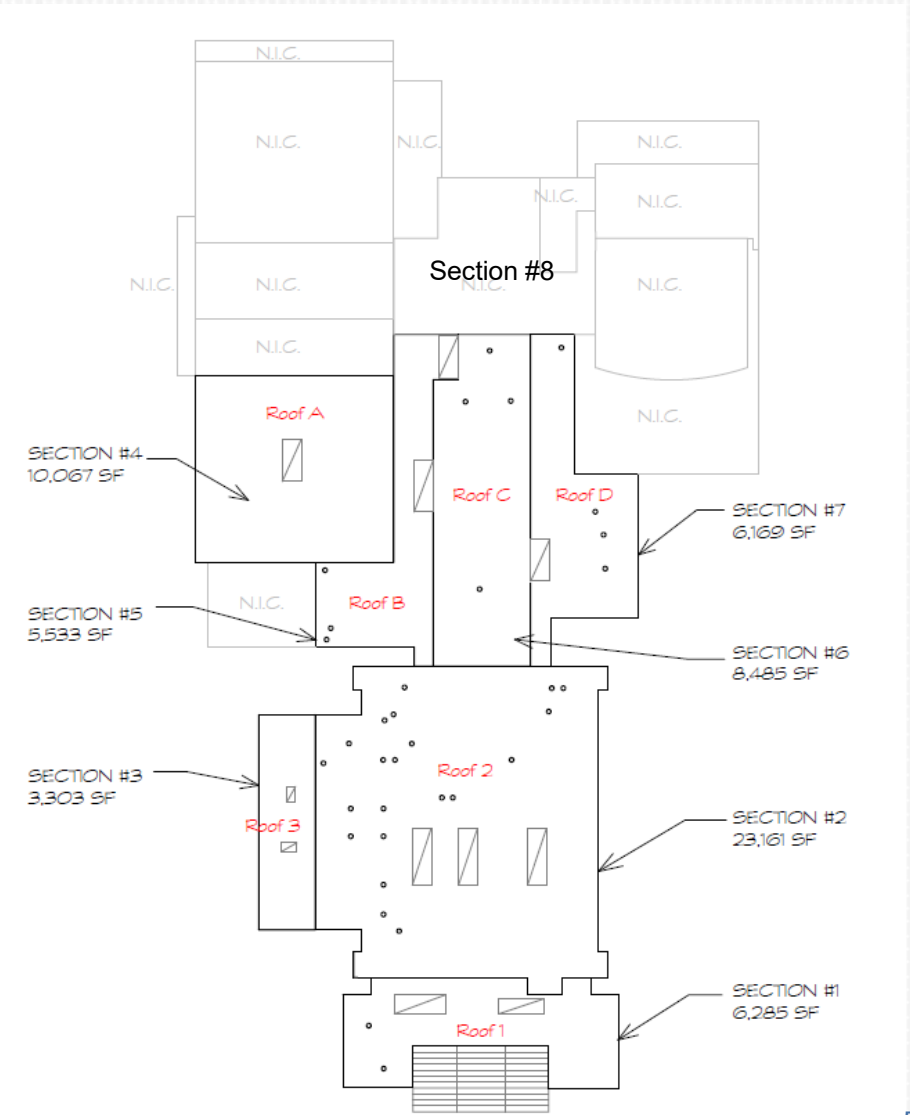 N.I.C.
N.I.C.
N.I.C.
N.I.C.
N.I.C.
N.I.C.
Section #8
N.I.C.
N.I.C.
N.I.C.
N.I.C.
N.I.C.
Roof A
N.I.C.
SECTION #4
10,067 SF
Roof C
Roof D
SECTION #7
6,169 SF
N.I.C.
Roof B
SECTION #5
5,533 SF
SECTION #6
8,485 SF
Roof 2
SECTION #3
3,303 SF
Roof 3
SECTION #2
23,161 SF
SECTION #1
6,285 SF
Roof 1